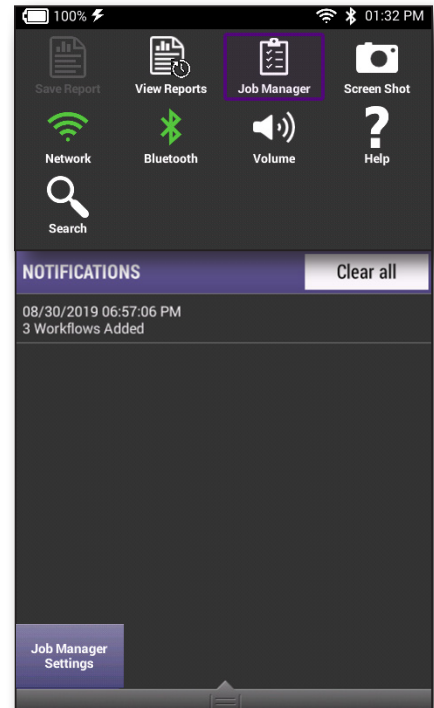 100% 01:32 PM
Save Report View Reports Job Manager Screen Shot
Network Bluetooth Volume Help
Search
NOTIFICATIONS Clear all
08/30/2019 06:57:06 PM
3 Workflows Added
Job Manager
Settings